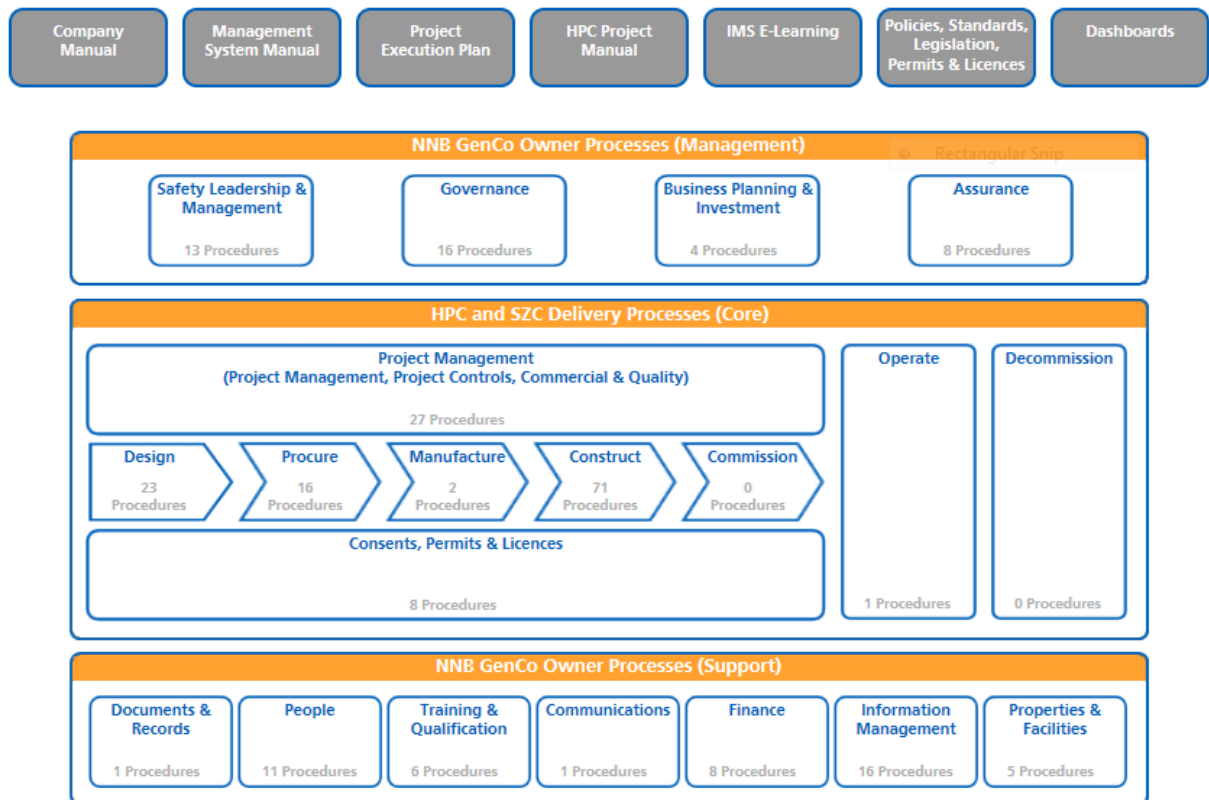 Company
Manual
Management
System Manual
Project
Execution Plan
HPC Project
Manual
IMS E-Learning
Policies, Standards,
Legislation,
Permits & Licences
Dashboards
NNB GenCo Owner Processes (Management)
Rectangular Snip
Safety Leadership &
Management
13 Procedures
Governance
16 Procedures
Business Planning &
Investment
4 Procedures
Assurance
8 Procedures
HPC and SZC Delivery Processes (Core)
Project Management
(Project Management, Project Controls, Commercial & Quality)
27 Procedures
Design
23
Procedures
Procure
16
Procedures
Manufacture
2
Procedures
Construct
71
Procedures
Commission
0
Procedures
Consents, Permits & Licences
8 Procedures
Operate
1 Procedures
Decommission
0 Procedures
NNB GenCo Owner Processes (Support)
Documents &
Records
1 Procedures
People
11 Procedures
Training &
Qualification
6 Procedures
Communications
1 Procedures
Finance
8 Procedures
Information
Management
16 Procedures
Properties &
Facilities
5 Procedures